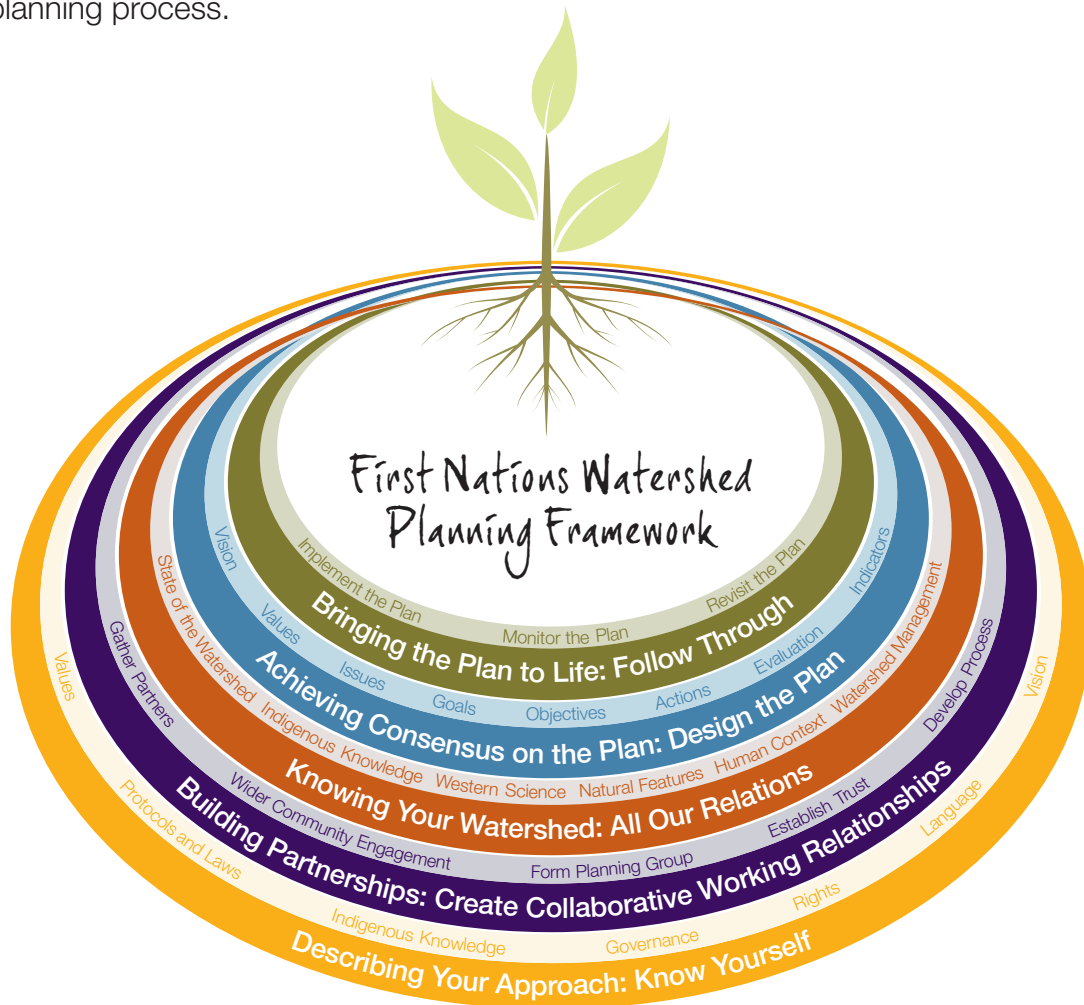 planning process.
First Nations Watershed
Planning Framework
Implement the Plan
Monitor the Plan
Revisit the Plan
Bringing the Plan to Life: Follow Through
Vision
Values
Issues
Goals
Objectives
Actions
Evaluation
Indicators
Achieving Consensus on the Plan: Design the Plan
State of the Watershed
Indigenous Knowledge
Western Science
Natural Features
Human Context
Watershed Management
Knowing Your Watershed: All Our Relations
Gather Partners
Wider Community Engagement
Form Planning Group
Establish Trust
Develop Process
Building Partnerships: Create Collaborative Working Relationships
Values
Protocols and Laws
Indigenous Knowledge
Governance
Rights
Language
Vision
Describing Your Approach: Know Yourself